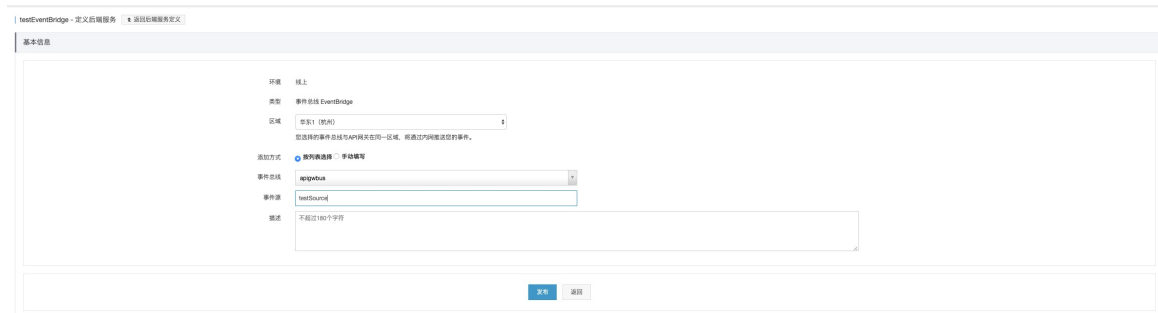 testEventBridge - 定义后端服务 返回后端服务定义
基本信息
环境 线上
类型 事件总线 EventBridge
区域 华东1（杭州）
您选择的事件总线与API网关在同一区域，将通过内网推送您的事件。
添加方式 按列表选择 手动填写
事件总线 apigwbus
事件源 testSource
描述 不超过180个字符
发布 返回